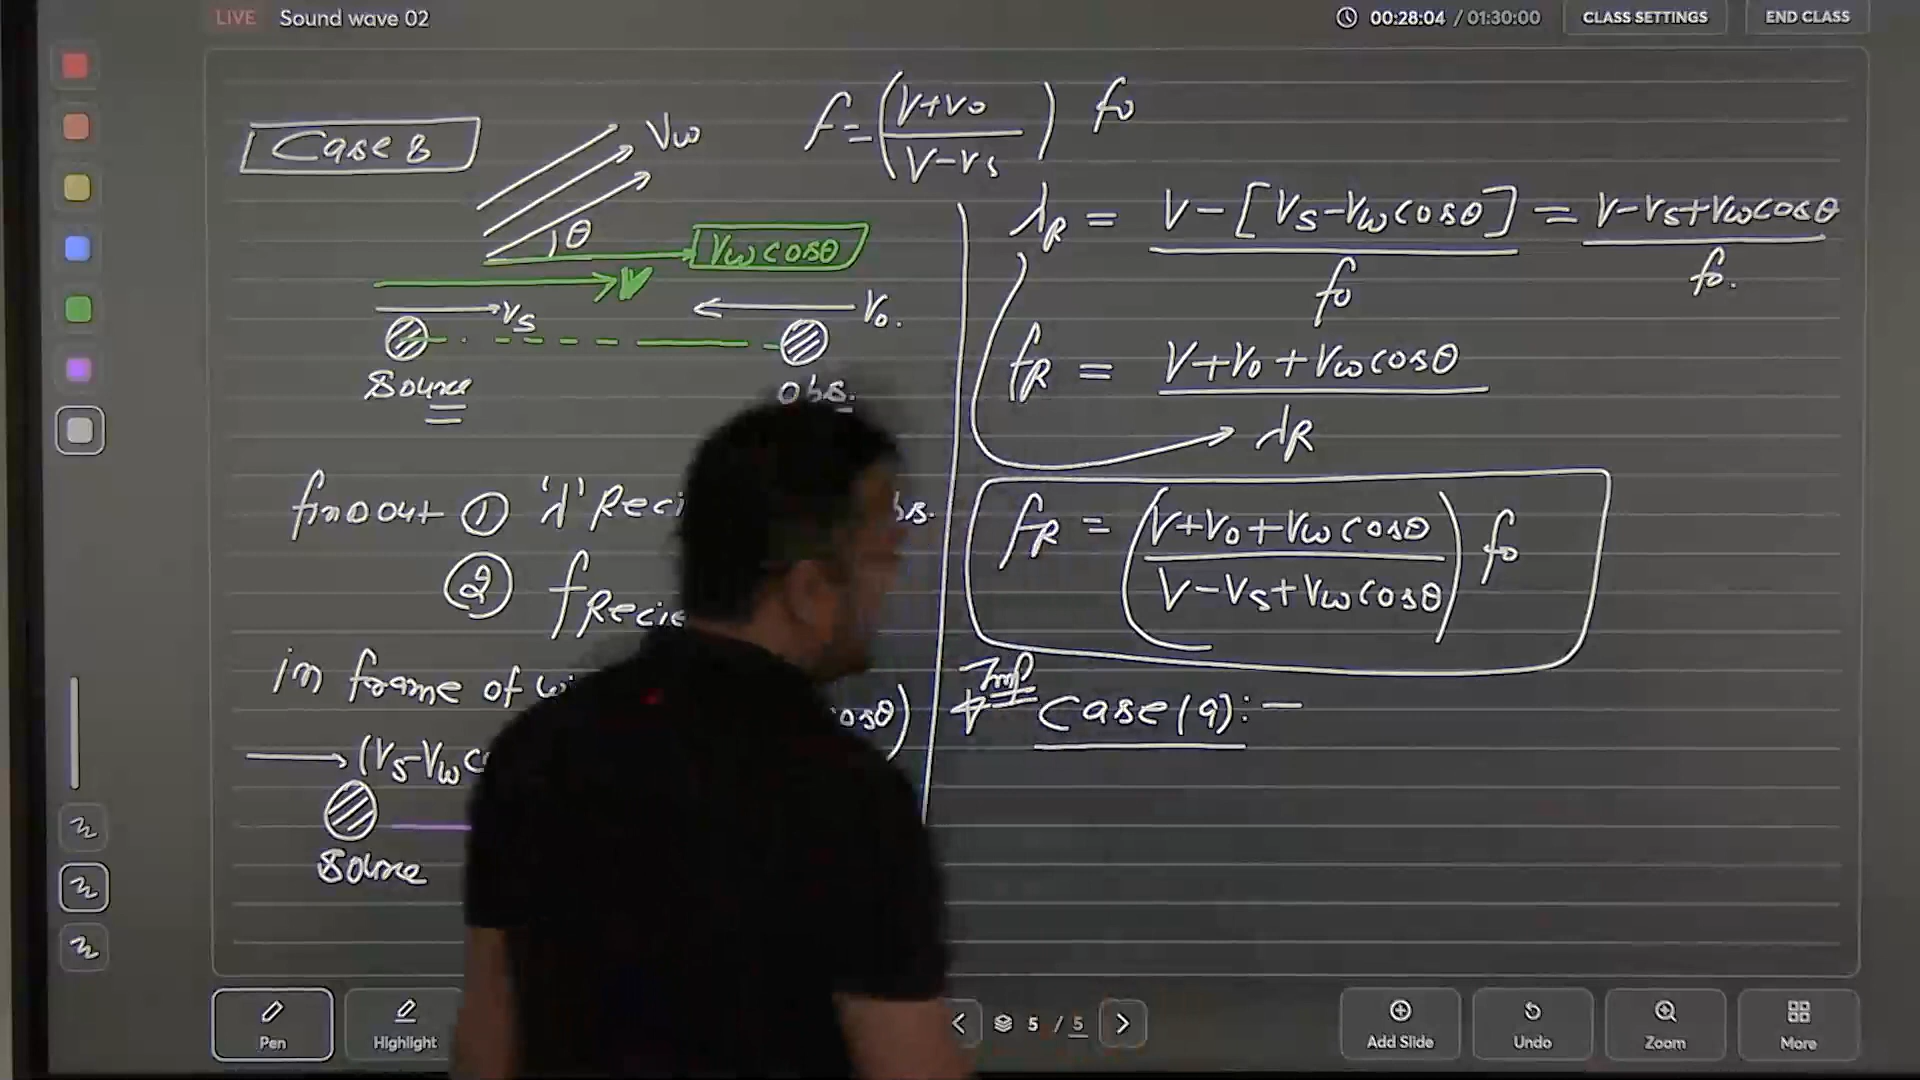 LIVE Sound wave 02
00:28:04 / 01:30:00 CLASS SETTINGS END CLASS
Case 8
Vw
θ
Vw cosθ
V
Vs
Vo.
Source
obs.
find out ① 'λ'
② f
in frame of
cosθ)
(Vs-Vw
Source
f = (V+Vo / V-Vs) fo
λR = V-[Vs-Vw cosθ] / fo = V-Vs+Vw cosθ / fo.
fR = V+Vo+Vw cosθ / λR
fR = (V+Vo+Vw cosθ / V-Vs+Vw cosθ) fo
Imp
Case(9):-
Pen
Highlight
5 / 5
Add Slide
Undo
Zoom
More